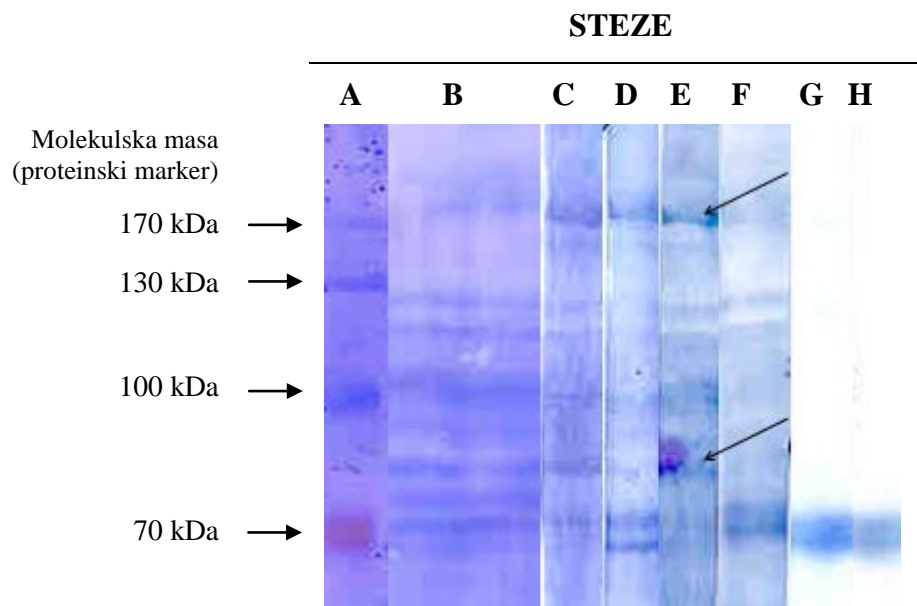 STEZE
A B C D E F G H
Molekulska masa
(proteinski marker)
170 kDa
130 kDa
100 kDa
70 kDa